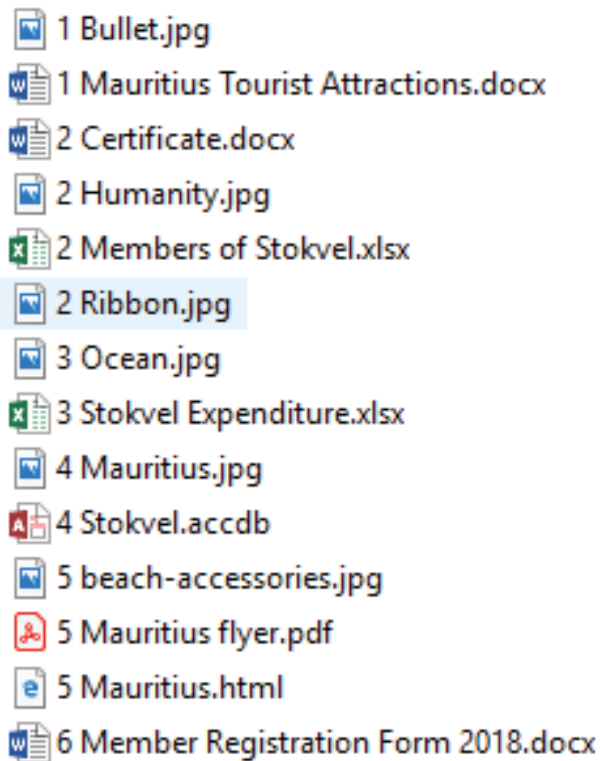 1 Bullet.jpg
1 Mauritius Tourist Attractions.docx
2 Certificate.docx
2 Humanity.jpg
2 Members of Stokvel.xlsx
2 Ribbon.jpg
3 Ocean.jpg
3 Stokvel Expenditure.xlsx
4 Mauritius.jpg
4 Stokvel.accdb
5 beach-accessories.jpg
5 Mauritius flyer.pdf
5 Mauritius.html
6 Member Registration Form 2018.docx